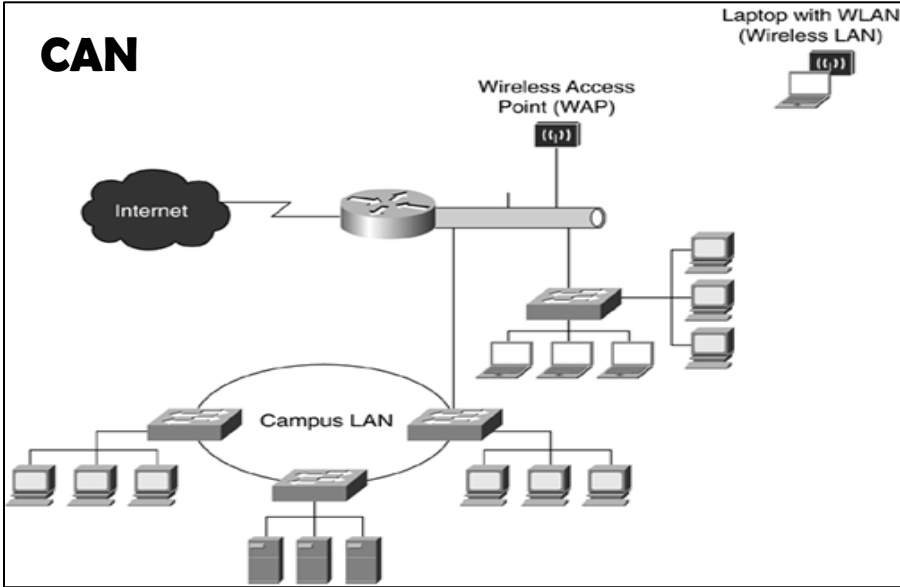 CAN
Laptop with WLAN
(Wireless LAN)
Wireless Access
Point (WAP)
Internet
Campus LAN